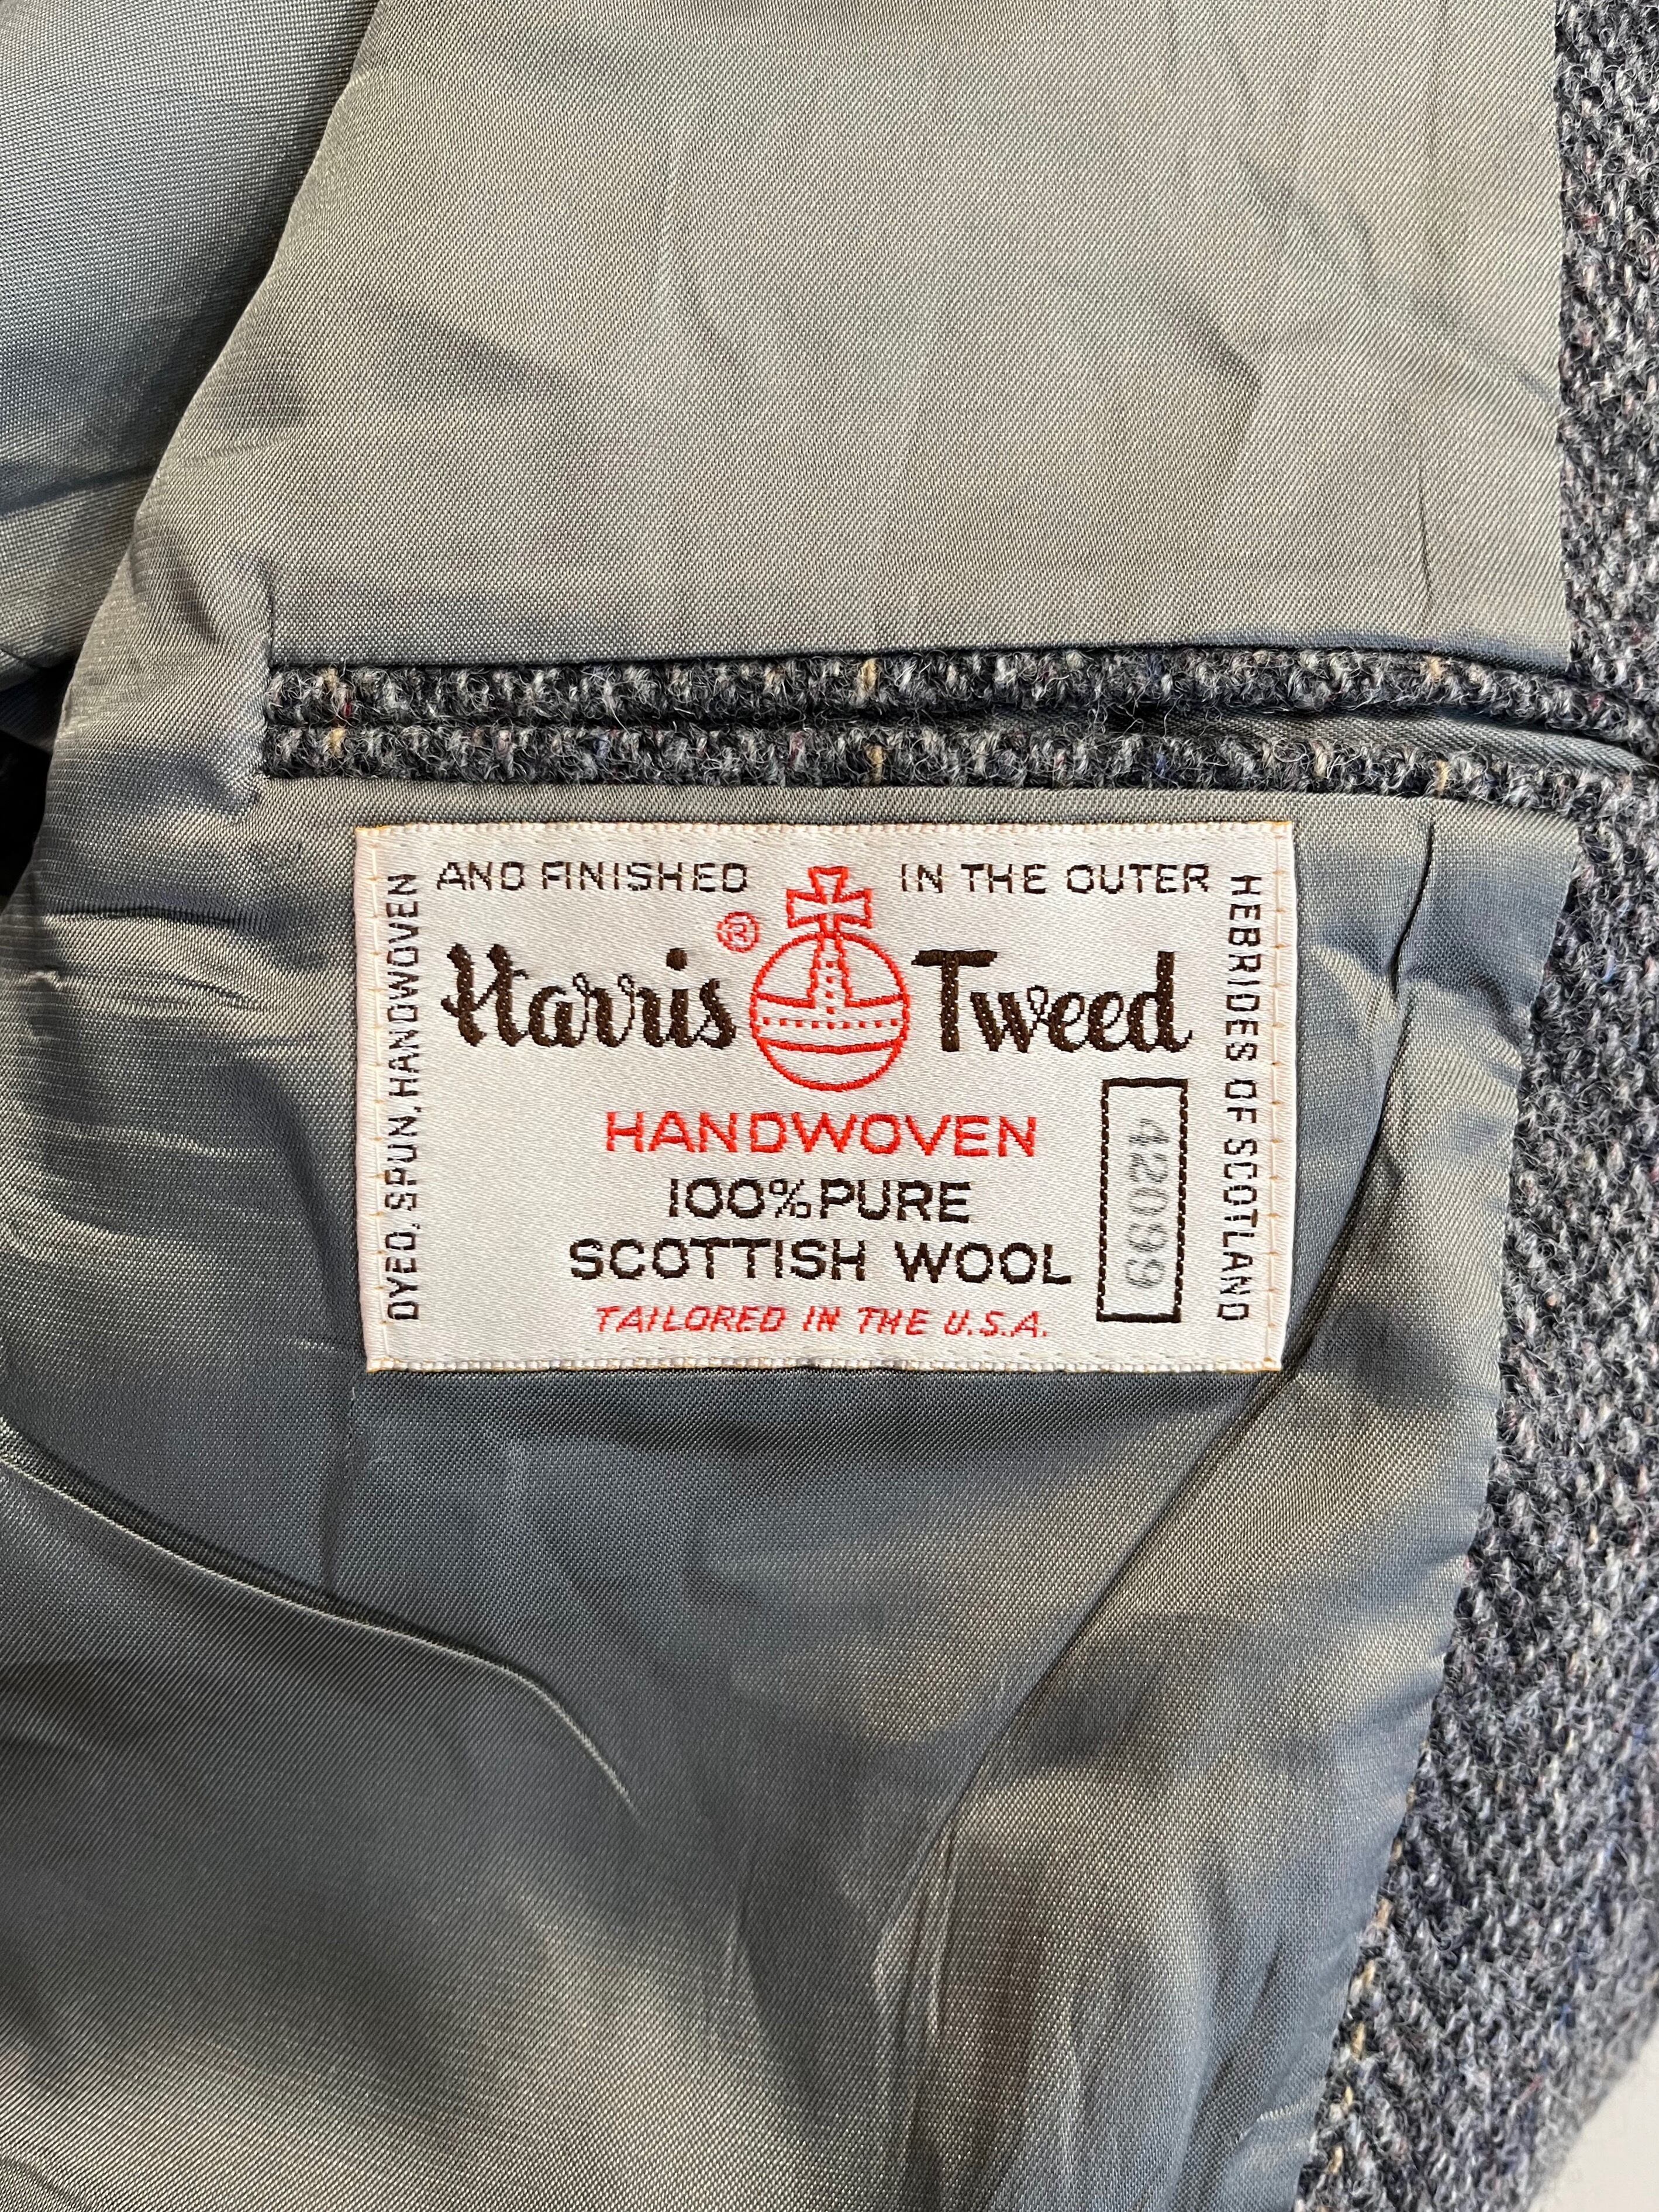 DYED, SPUN, HANDWOVEN
AND FINISHED IN THE OUTER
HEBRIDES OF SCOTLAND
Harris® Tweed
HANDWOVEN
100% PURE
SCOTTISH WOOL
TAILORED IN THE U.S.A.
42099